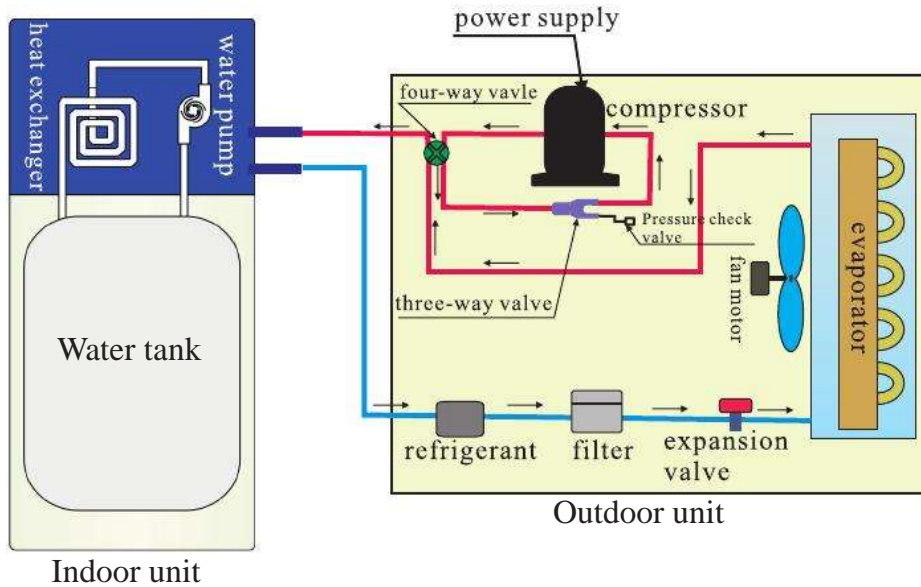 power supply
heat exchanger
water pump
four-way vavle
compressor
Pressure check
valve
three-way valve
fan motor
evaporator
Water tank
refrigerant
filter
expansion
valve
Outdoor unit
Indoor unit